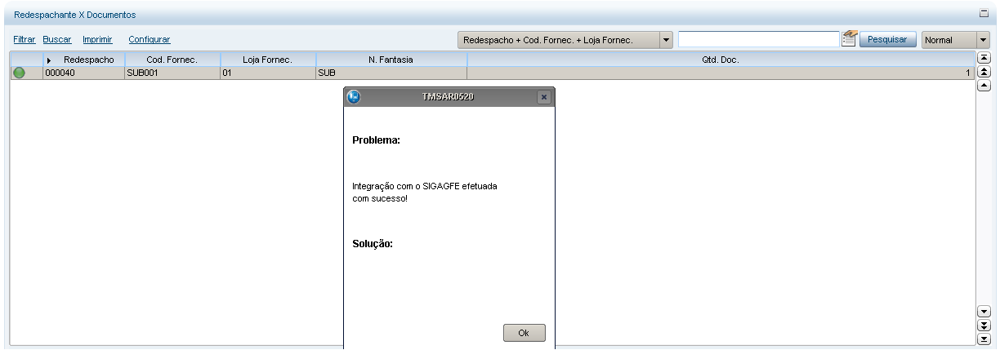 Redespachante X Documentos
Filtrar Buscar Imprimir Configurar Redespacho + Cod. Fornec. + Loja Fornec. Pesquisar Normal
Redespacho Cod. Fornec. Loja Fornec. N. Fantasia Qtd. Doc.
000040 SUB001 01 SUB 1
TMSAR0520
Problema:
Integração com o SIGAGFE efetuada
com sucesso!
Solução:
Ok